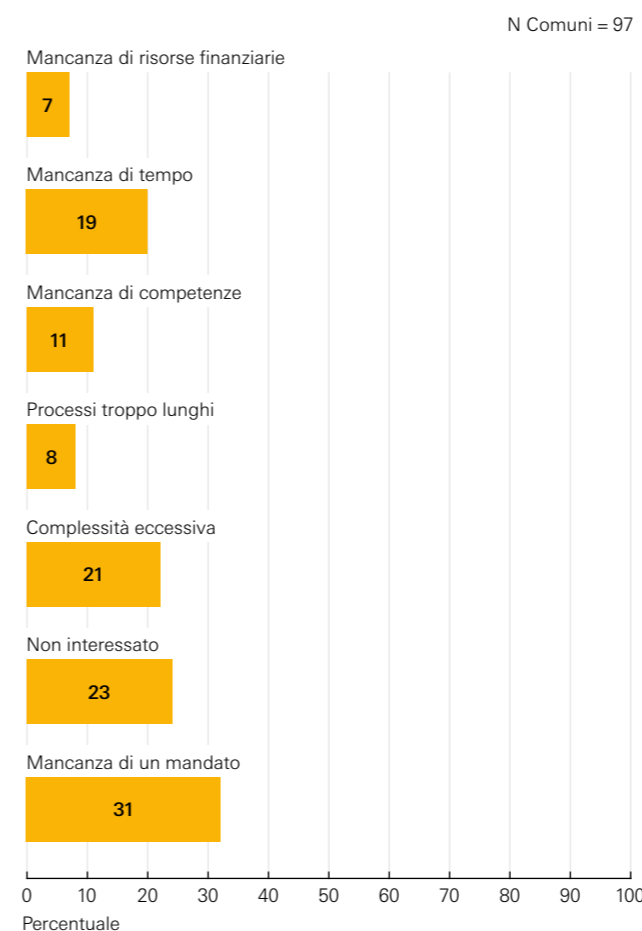 N Comuni = 97
Mancanza di risorse finanziarie
7
Mancanza di tempo
19
Mancanza di competenze
11
Processi troppo lunghi
8
Complessità eccessiva
21
Non interessato
23
Mancanza di un mandato
31
0 10 20 30 40 50 60 70 80 90 100
Percentuale